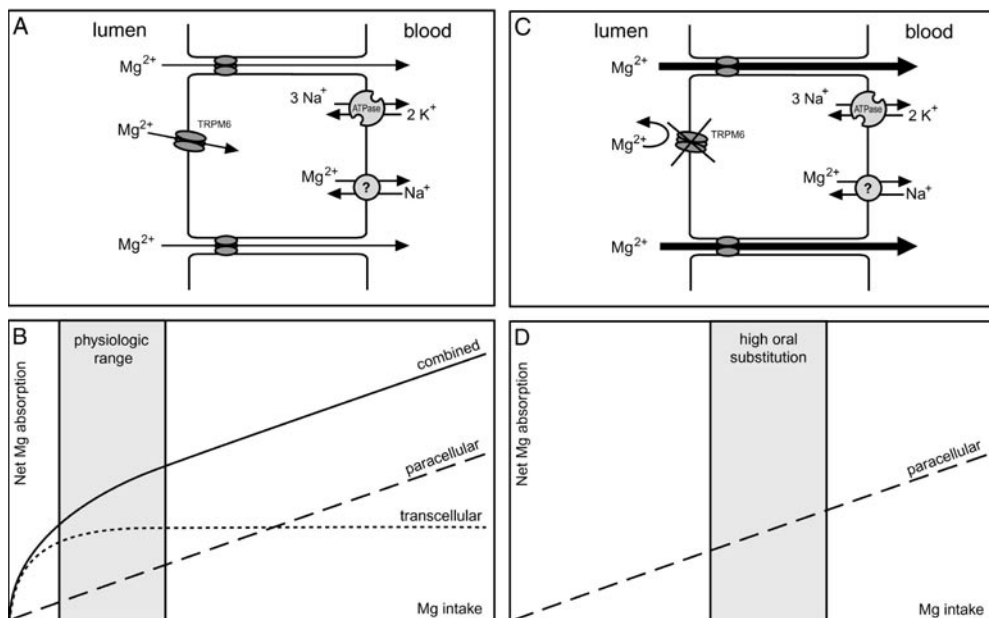 A
lumen
blood
Mg2+
3 Na+
ATPase
2 K+
Mg2+
TRPM6
Mg2+
?
Na+
Mg2+
C
lumen
blood
Mg2+
3 Na+
ATPase
2 K+
Mg2+
TRPM6
Mg2+
?
Na+
Mg2+
B
Net Mg absorption
physiologic
range
combined
paracellular
transcellular
Mg intake
D
Net Mg absorption
high oral
substitution
paracellular
Mg intake